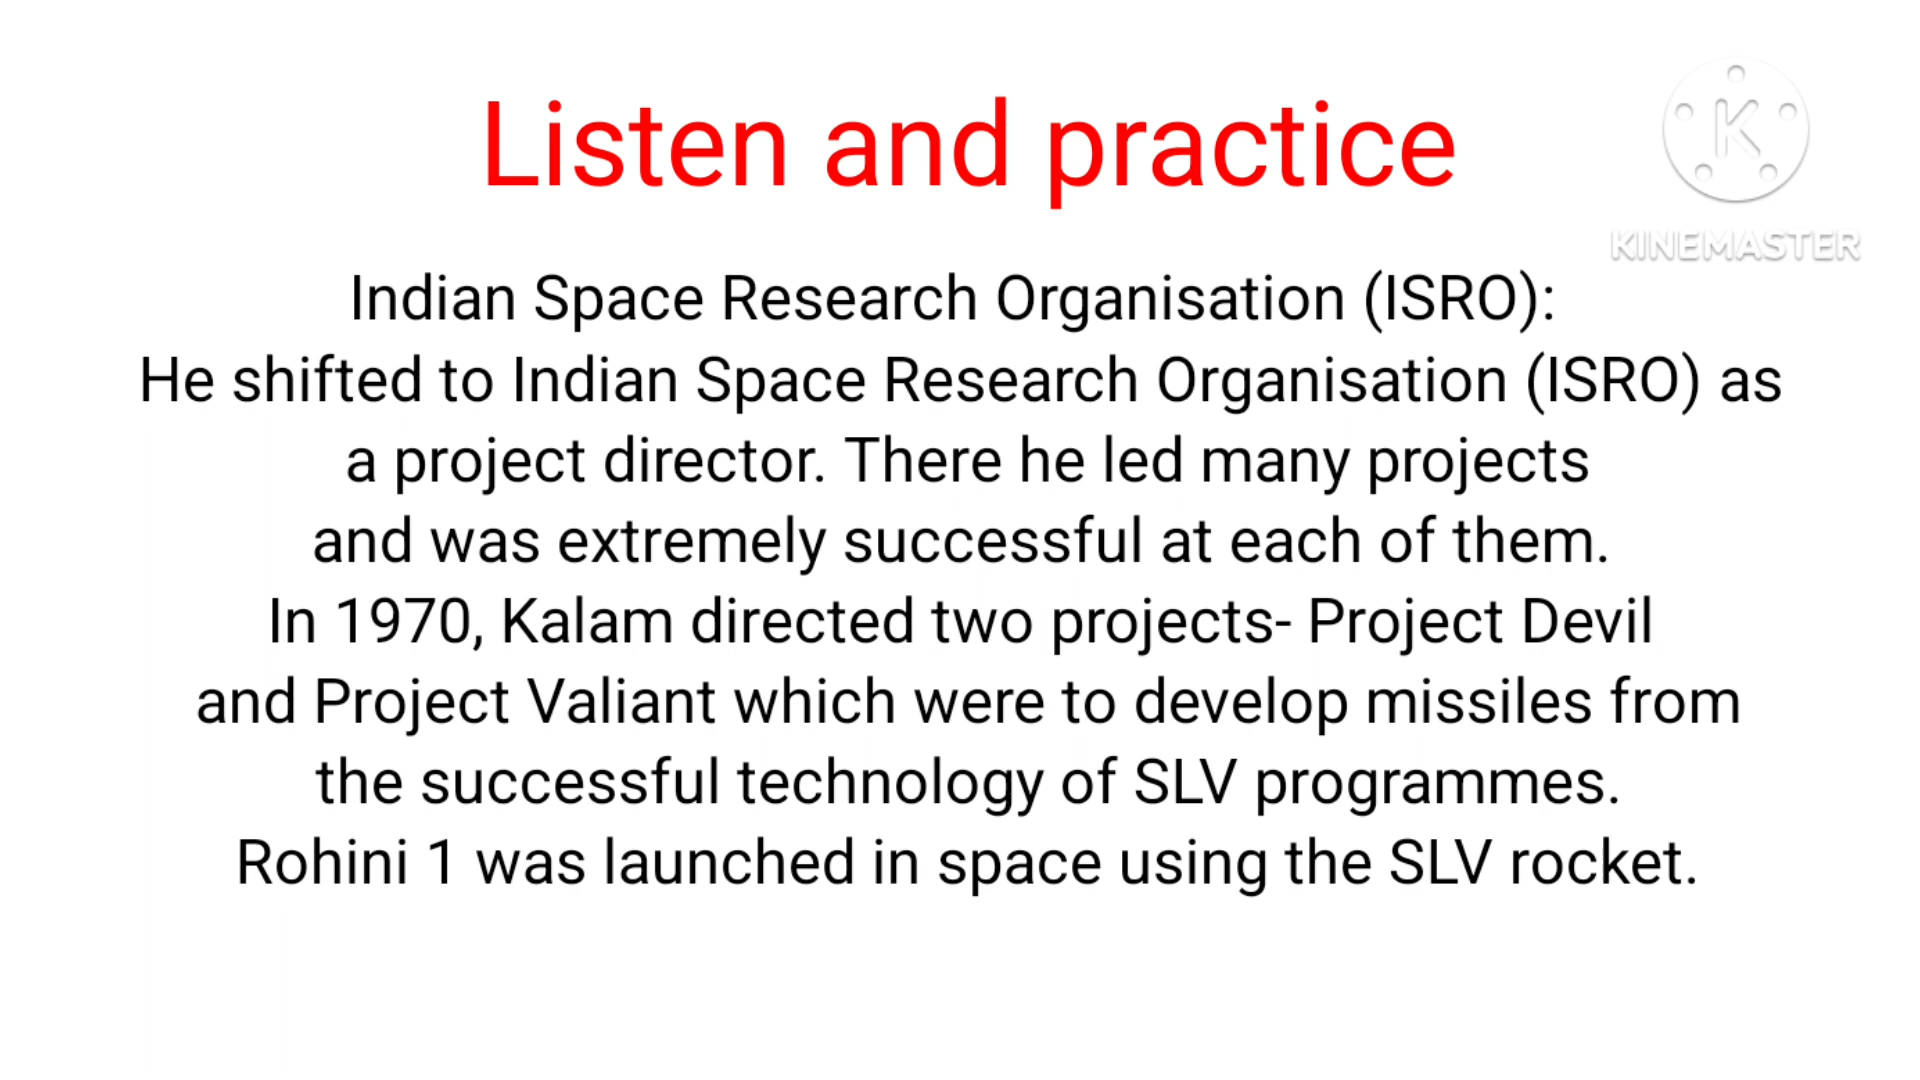 Listen and practice
K
KINEMASTER
Indian Space Research Organisation (ISRO):
He shifted to Indian Space Research Organisation (ISRO) as
a project director. There he led many projects
and was extremely successful at each of them.
In 1970, Kalam directed two projects- Project Devil
and Project Valiant which were to develop missiles from
the successful technology of SLV programmes.
Rohini 1 was launched in space using the SLV rocket.